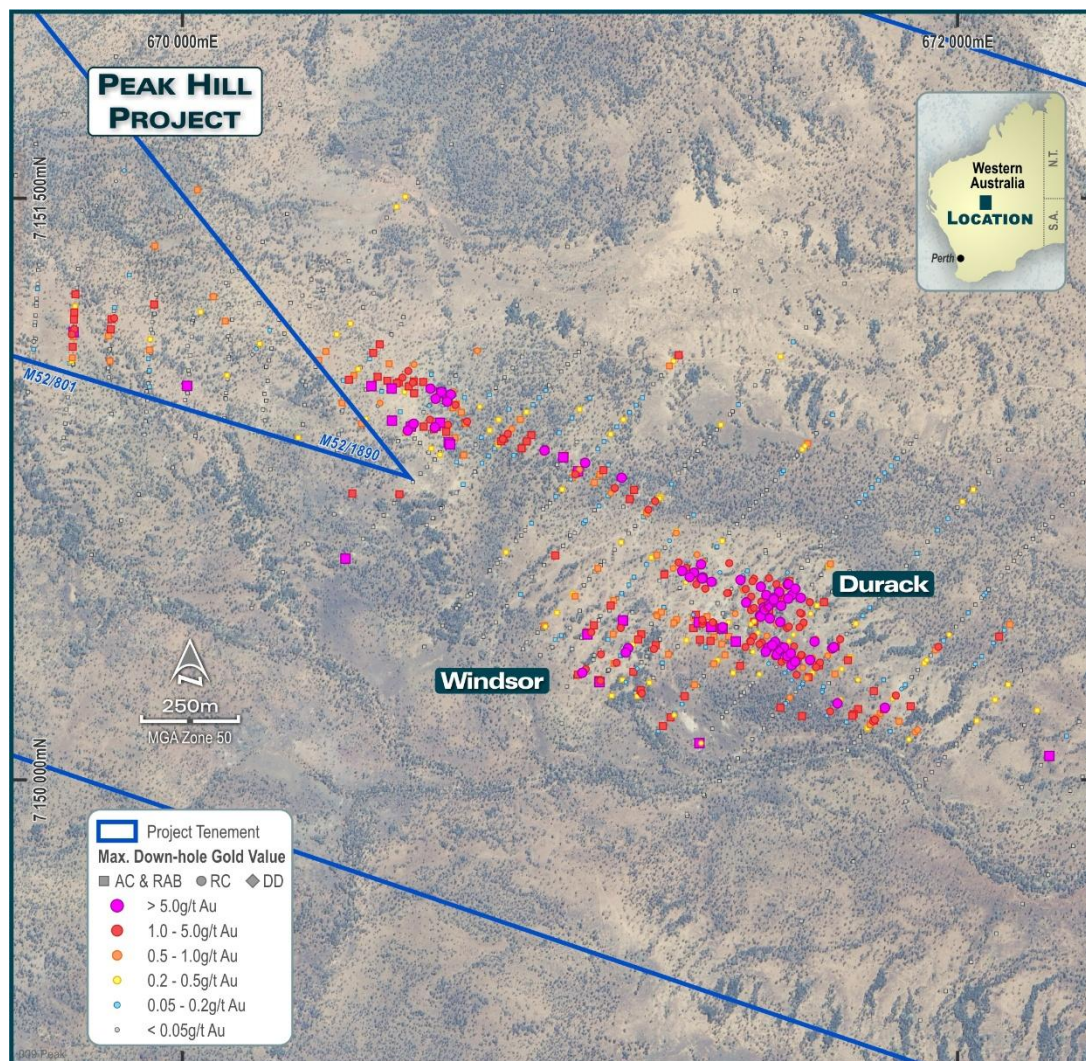 670 000mE
672 000mE
PEAK HILL
PROJECT
7 151 500mN
Western
Australia
LOCATION
N.T.
S.A.
Perth
M52/801
M52/1890
Durack
Windsor
250m
MGA Zone 50
7 150 000mN
Project Tenement
Max. Down-hole Gold Value
AC & RAB RC DD
> 5.0g/t Au
1.0 - 5.0g/t Au
0.5 - 1.0g/t Au
0.2 - 0.5g/t Au
0.05 - 0.2g/t Au
< 0.05g/t Au